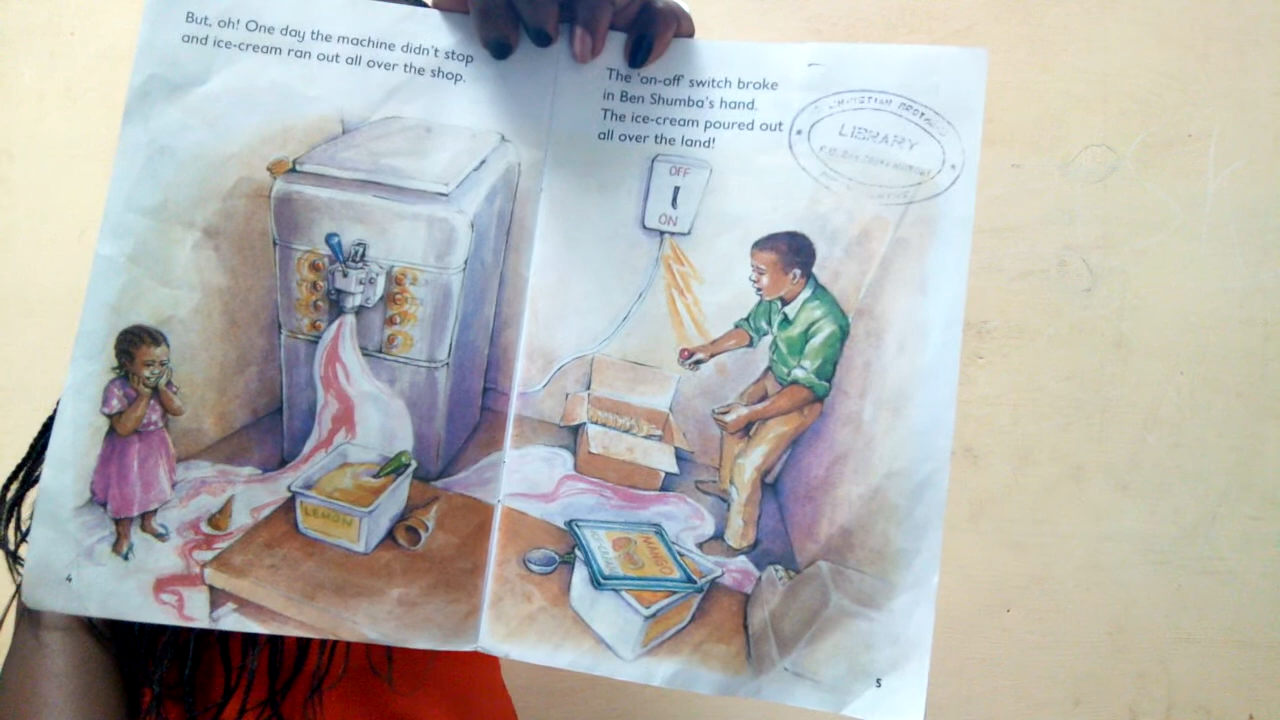 But, oh! One day the machine didn't stop
and ice-cream ran out all over the shop.
LEMON
4
The 'on-off' switch broke
in Ben Shumba's hand.
The ice-cream poured out
all over the land!
LIBRARY
OFF
ON
MANGO
ICE-CREAM
5